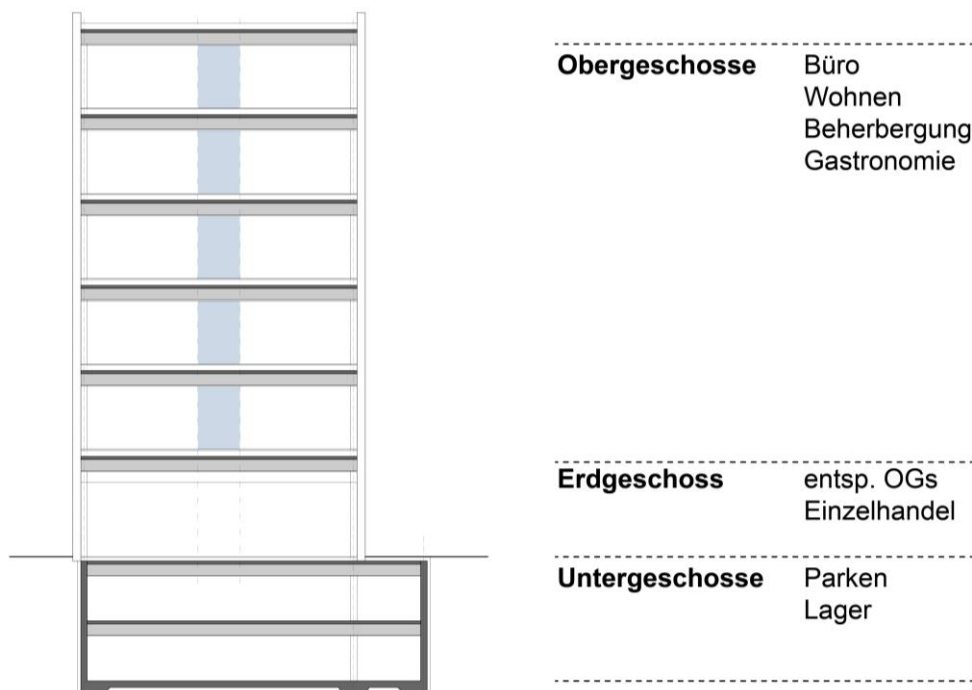 Obergeschosse Büro
Wohnen
Beherbergung
Gastronomie
Erdgeschoss entsp. OGs
Einzelhandel
Untergeschosse Parken
Lager